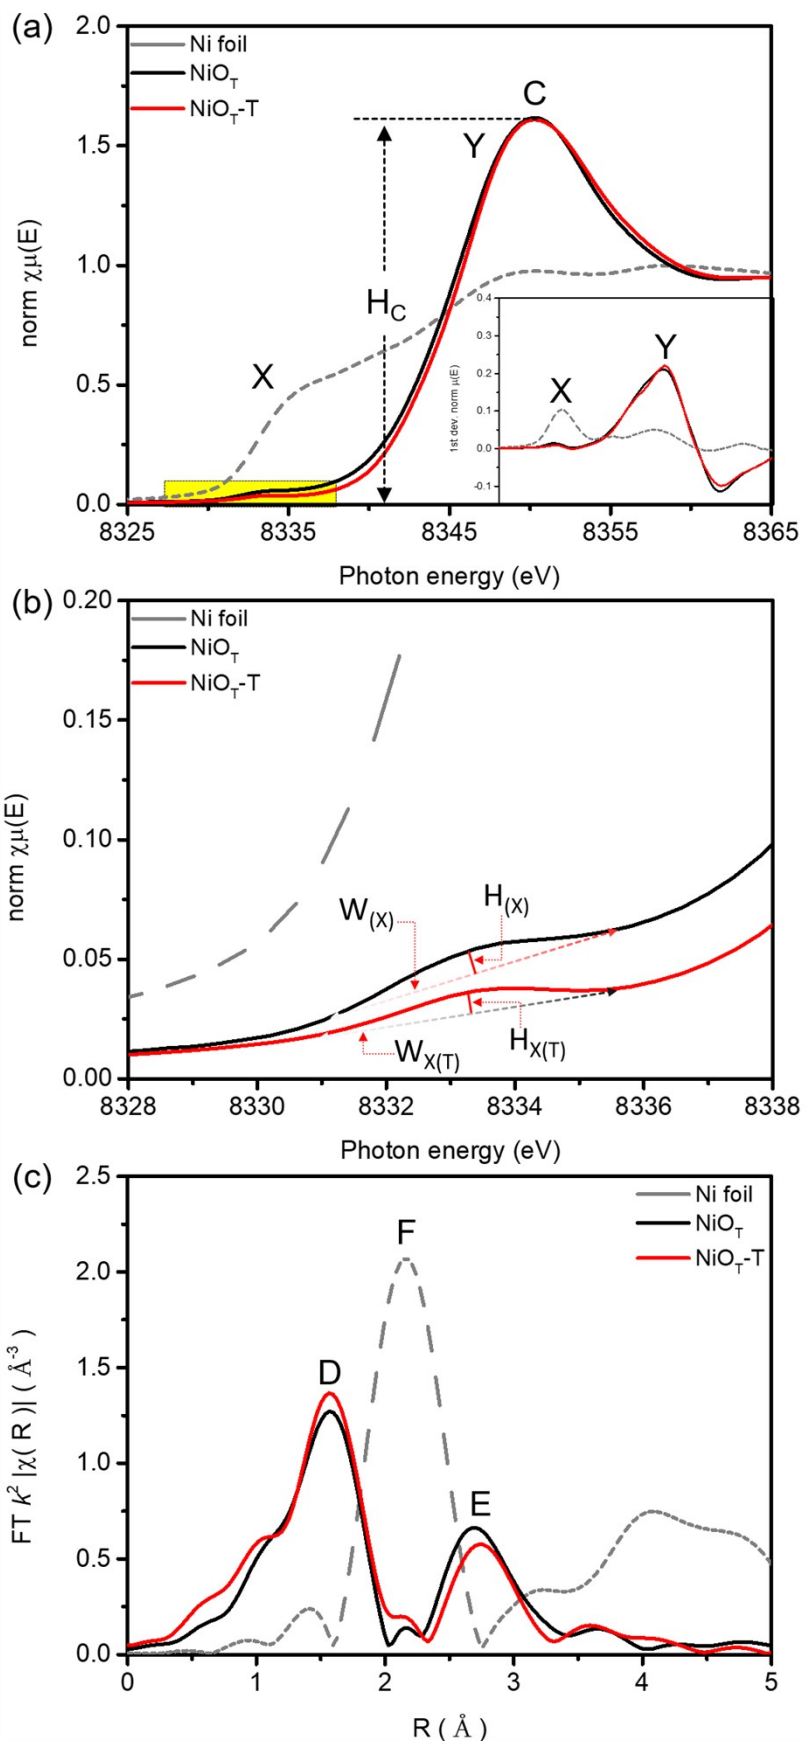 (a)
2.0
1.5
1.0
0.5
0.0
norm χμ(E)
Ni foil
NiO_T
NiO_T-T
C
Y
H_C
X
0.4
0.3
0.2
0.1
0.0
-0.1
1st dev. norm μ(E)
X
Y
8325 8335 8345 8355 8365
Photon energy (eV)
(b)
0.20
0.15
0.10
0.05
0.00
norm χμ(E)
Ni foil
NiO_T
NiO_T-T
W_(X)
H_(X)
W_X(T)
H_X(T)
8328 8330 8332 8334 8336 8338
Photon energy (eV)
(c)
2.5
2.0
1.5
1.0
0.5
0.0
FT k² |χ( R )| ( Å⁻³ )
Ni foil
NiO_T
NiO_T-T
F
D
E
0 1 2 3 4 5
R ( Å )